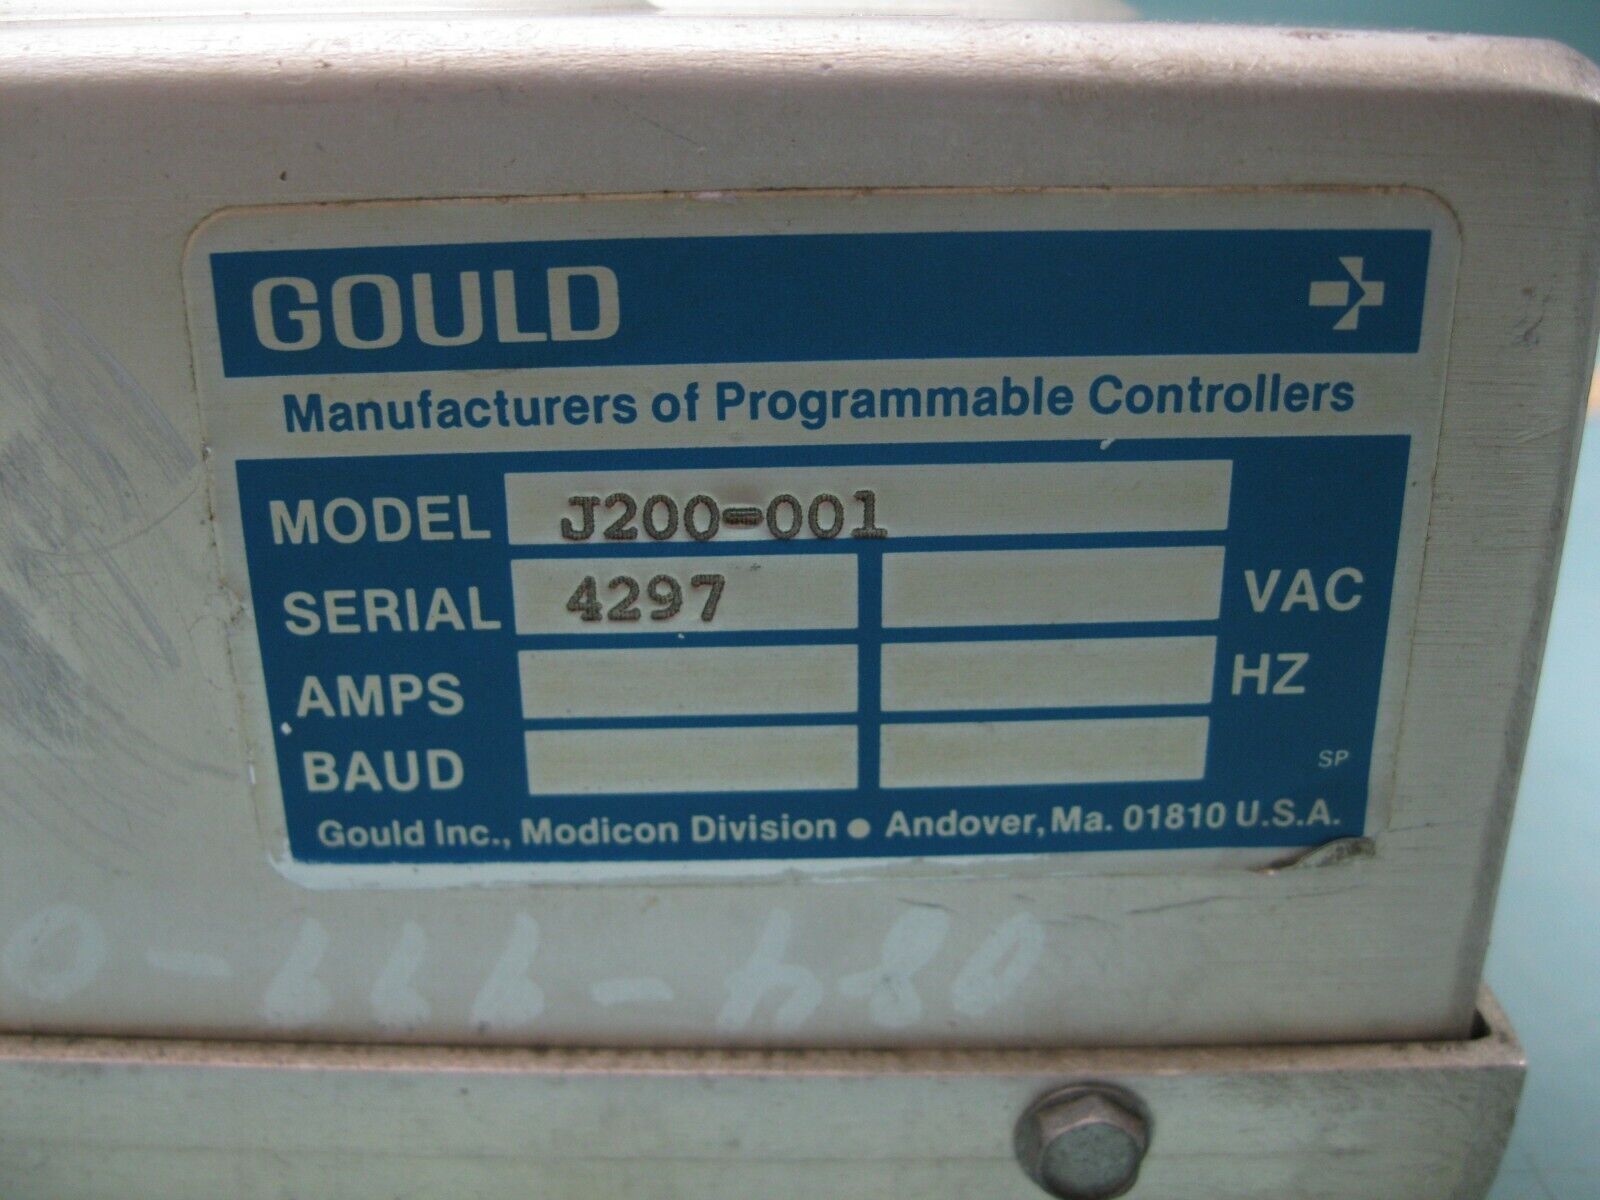 GOULD
Manufacturers of Programmable Controllers
MODEL J200-001
SERIAL 4297 VAC
AMPS HZ
BAUD SP
Gould Inc., Modicon Division ● Andover, Ma. 01810 U.S.A.